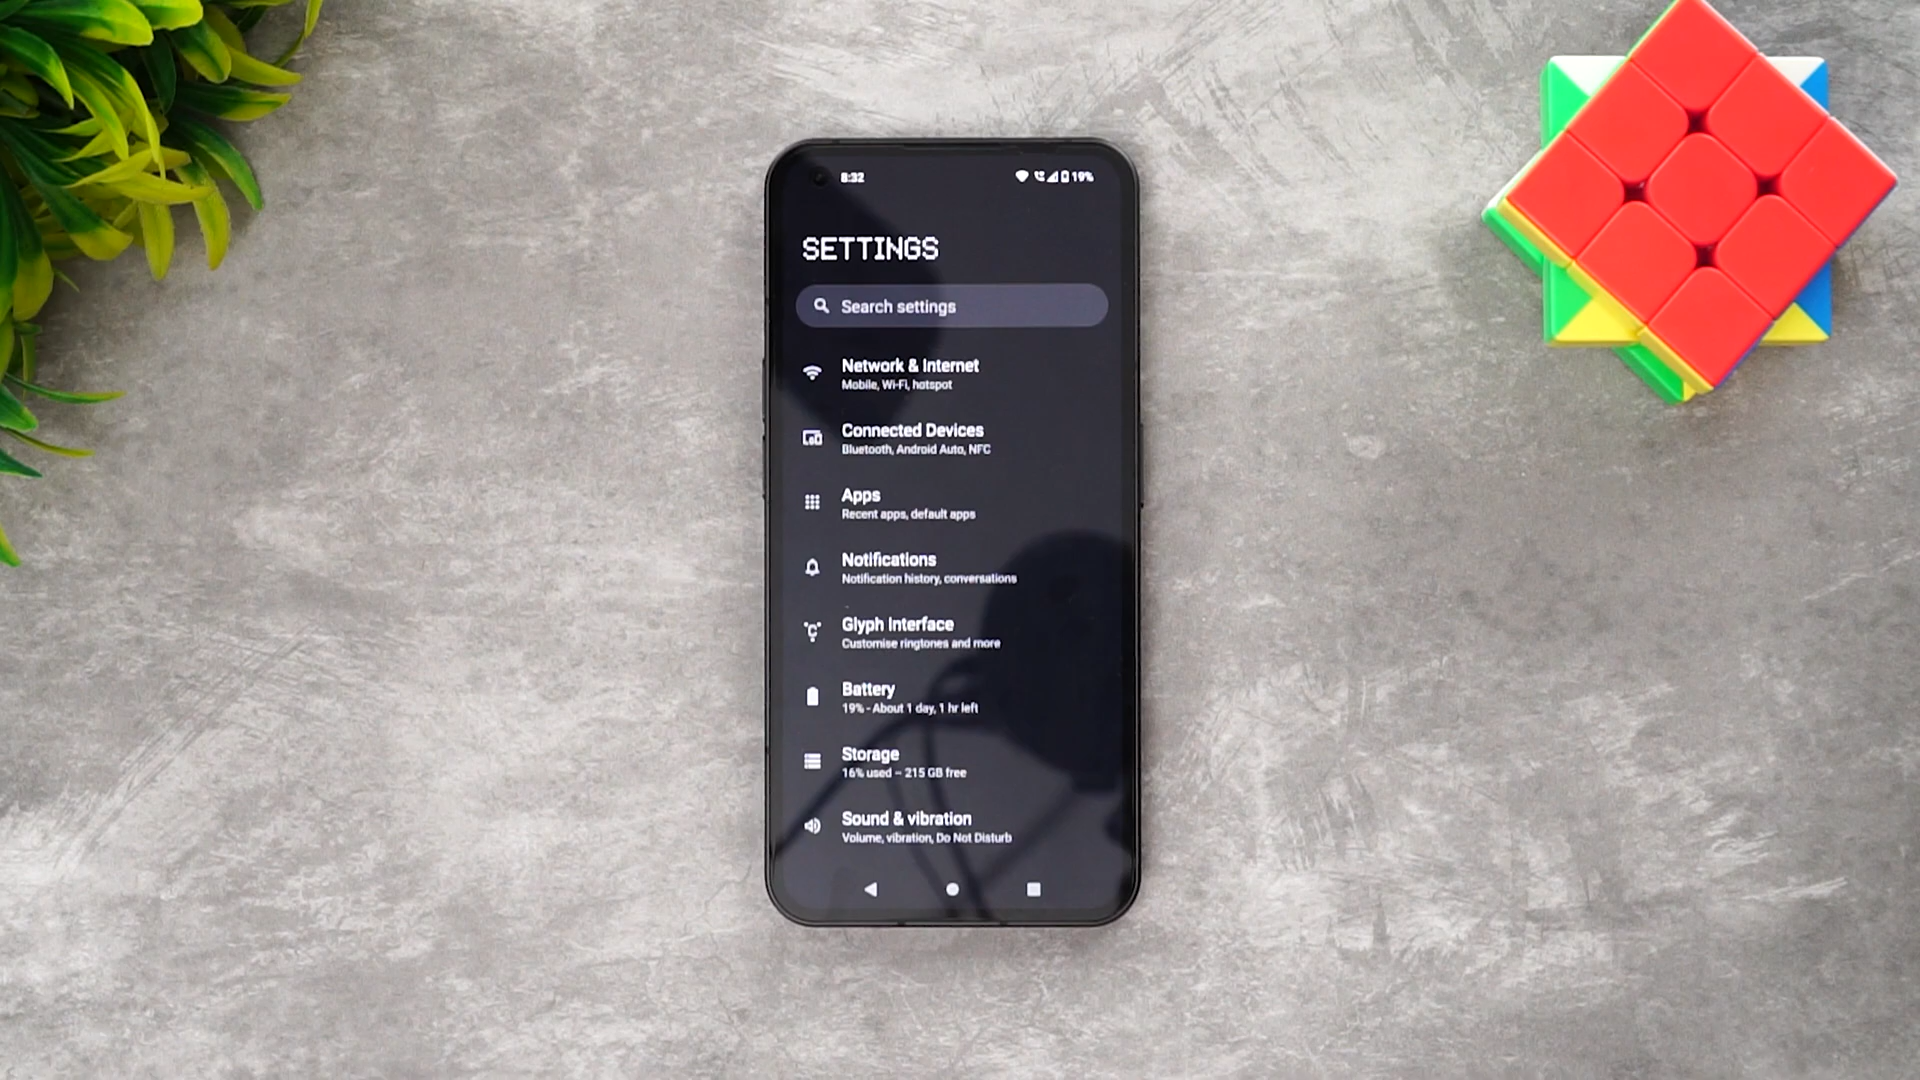 8:32 19%
SETTINGS
Search settings
Network & Internet
Mobile, Wi-Fi, hotspot
Connected Devices
Bluetooth, Android Auto, NFC
Apps
Recent apps, default apps
Notifications
Notification history, conversations
Glyph Interface
Customise ringtones and more
Battery
19% - About 1 day, 1 hr left
Storage
16% used – 215 GB free
Sound & vibration
Volume, vibration, Do Not Disturb